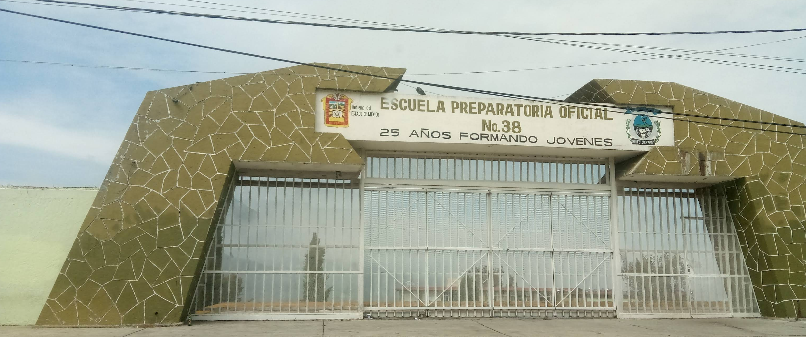 ESCUELA PREPARATORIA OFICIAL
No.38
25 AÑOS FORMANDO JOVENES